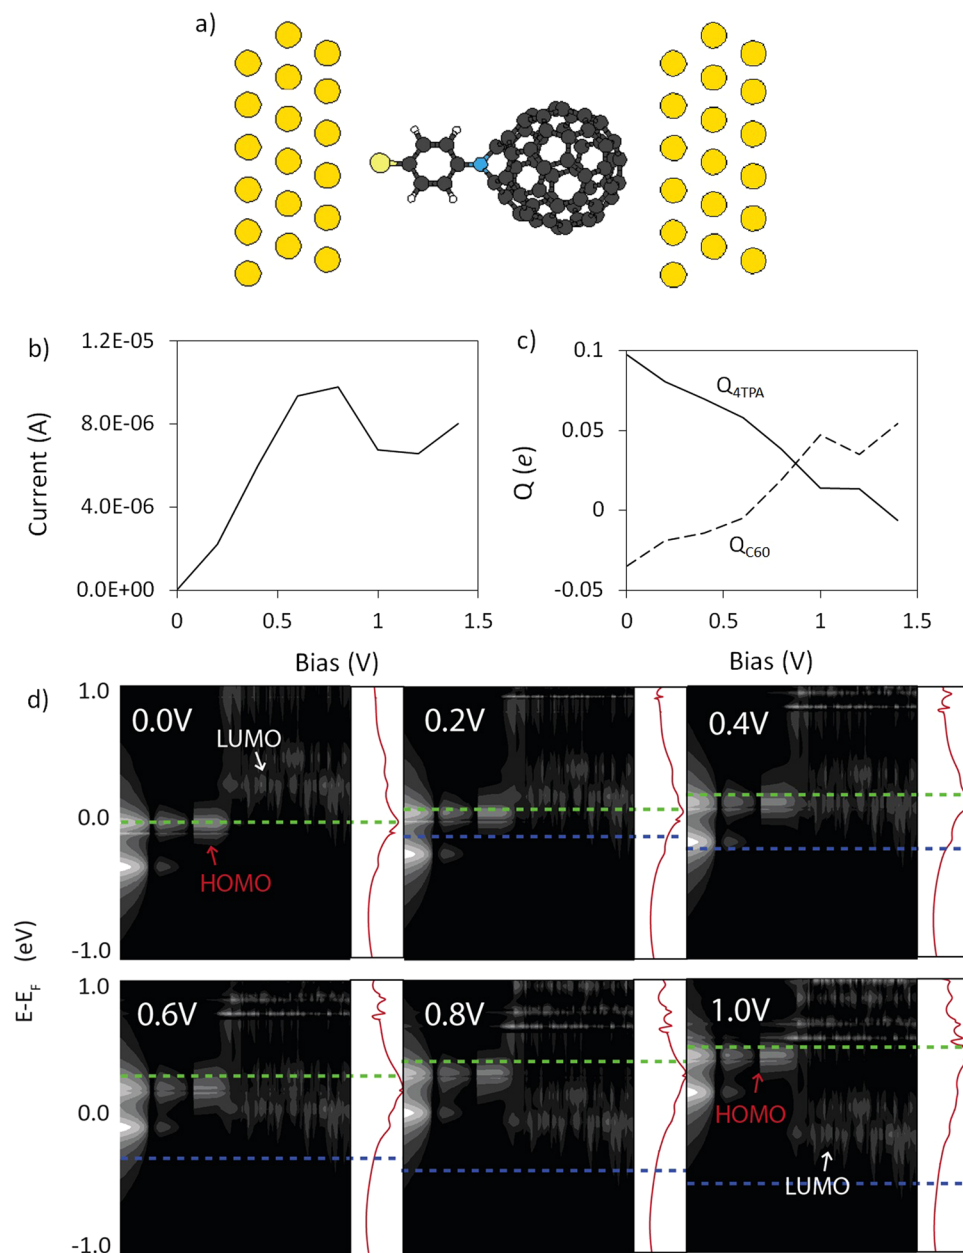 a)
b)
1.2E-05
8.0E-06
4.0E-06
0.0E+00
Current (A)
0
0.5
1
1.5
Bias (V)
c)
0.1
0.05
0
-0.05
Q (e)
Q4TPA
QC60
0
0.5
1
1.5
Bias (V)
d)
1.0
0.0
-1.0
0.0V
LUMO
HOMO
0.2V
0.4V
E-EF (eV)
1.0
0.0
-1.0
0.6V
0.8V
1.0V
HOMO
LUMO